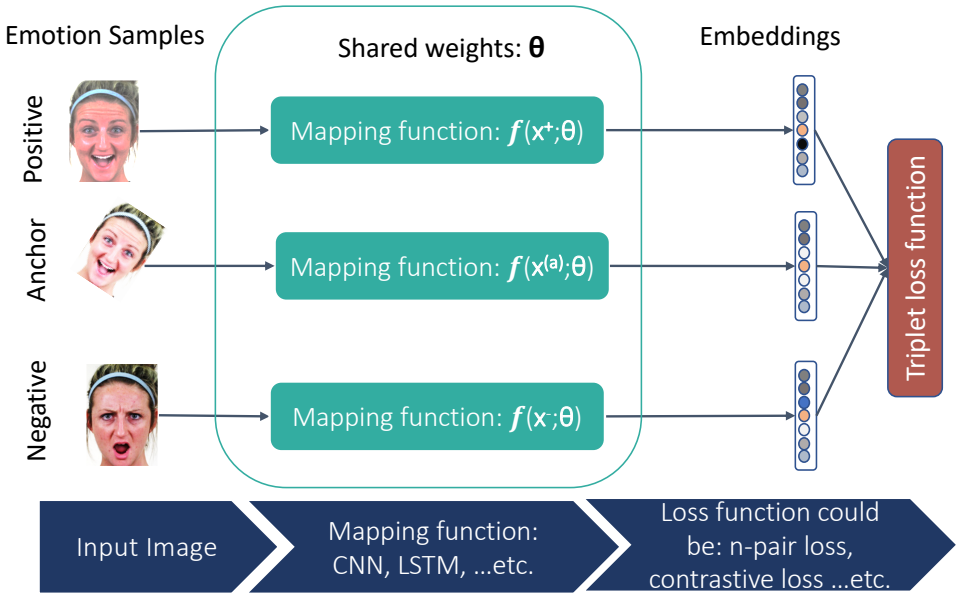 Emotion Samples
Shared weights: θ
Embeddings
Positive
Mapping function: f(x⁺;θ)
Anchor
Mapping function: f(x⁽ᵃ⁾;θ)
Triplet loss function
Negative
Mapping function: f(x⁻;θ)
Input Image
Mapping function:
CNN, LSTM, ...etc.
Loss function could
be: n-pair loss,
contrastive loss ...etc.